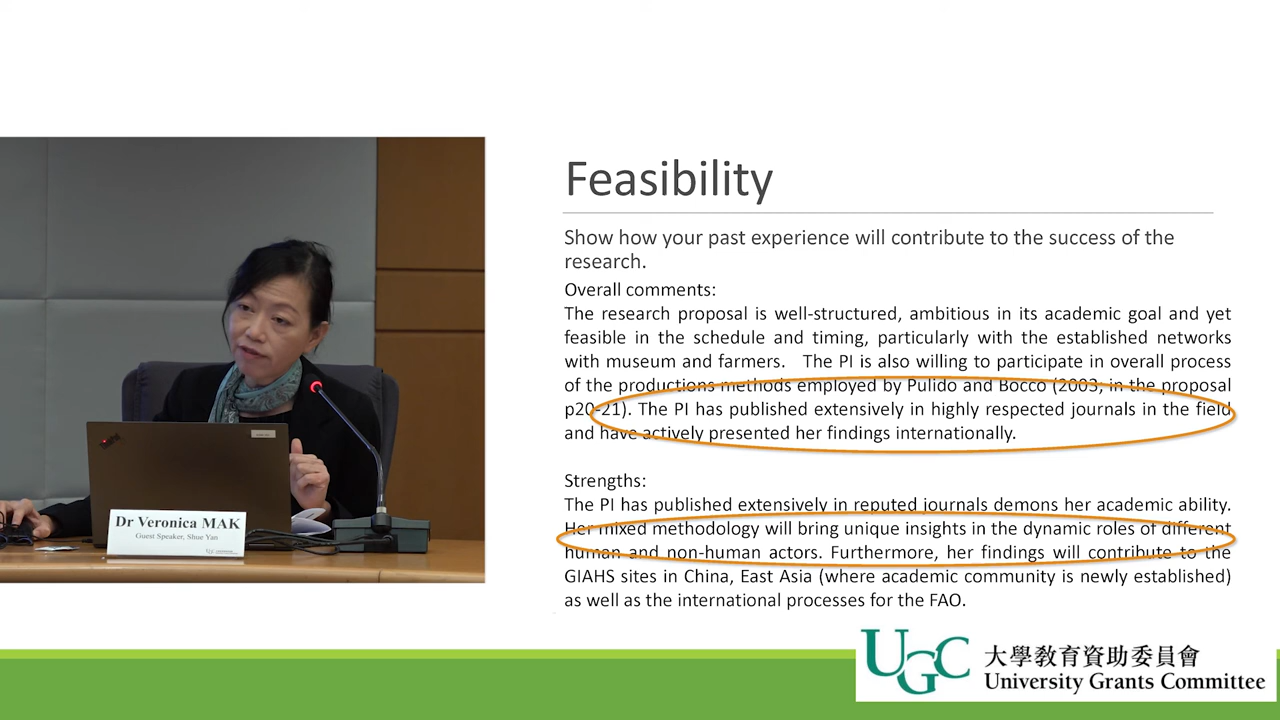 Feasibility
Show how your past experience will contribute to the success of the
research.
Overall comments:
The research proposal is well-structured, ambitious in its academic goal and yet
feasible in the schedule and timing, particularly with the established networks
with museum and farmers. The PI is also willing to participate in overall process
of the productions methods employed by Pulido and Bocco (2003; in the proposal
p20-21). The PI has published extensively in highly respected journals in the field
and have actively presented her findings internationally.
Strengths:
The PI has published extensively in reputed journals demons her academic ability.
Her mixed methodology will bring unique insights in the dynamic roles of different
human and non-human actors. Furthermore, her findings will contribute to the
GIAHS sites in China, East Asia (where academic community is newly established)
as well as the international processes for the FAO.
Dr Veronica MAK
Guest Speaker, Shue Yan
UGC
UGC
大學教育資助委員會
University Grants Committee